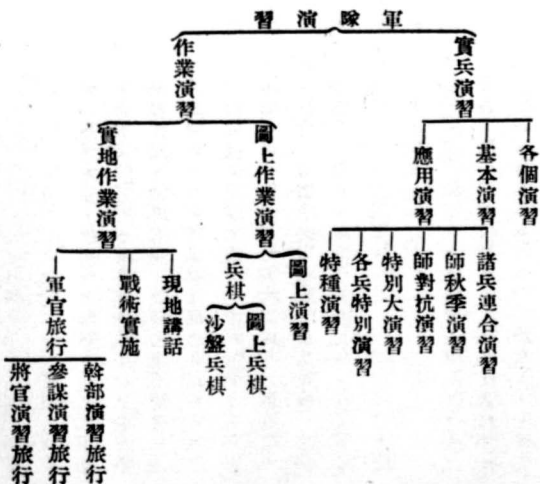 軍隊演習
實兵演習
各個演習
基本演習
應用演習
諸兵連合演習
師秋季演習
師對抗演習
特別大演習
各兵特別演習
特種演習
作業演習
圖上作業演習
圖上演習
兵棋
圖上兵棋
沙盤兵棋
實地作業演習
現地講話
戰術實施
軍官旅行
幹部演習旅行
參謀演習旅行
將官演習旅行